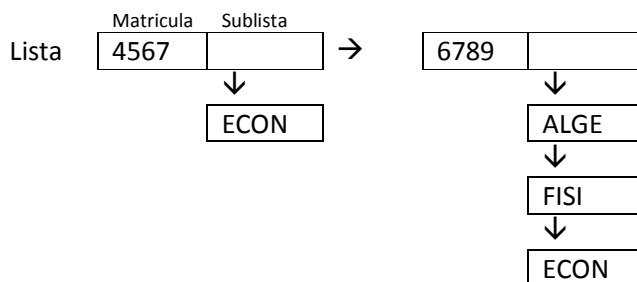 Matricula Sublista
Lista 4567 → 6789
↓ ↓
ECON ALGE
↓
FISI
↓
ECON